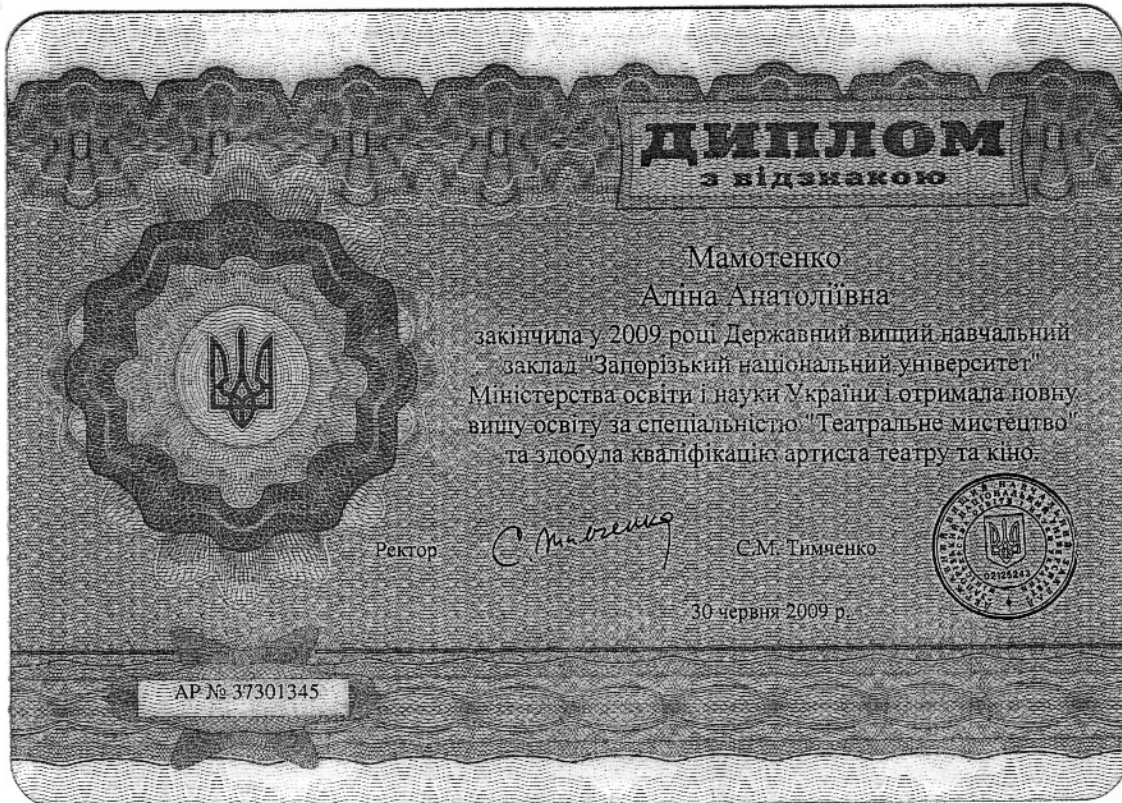 ДИПЛОМ
з відзнакою
Мамотенко
Аліна Анатоліївна
закінчила у 2009 році Державний вищий навчальний
заклад "Запорізький національний університет"
Міністерства освіти і науки України і отримала повну
вищу освіту за спеціальністю "Театральне мистецтво"
та здобула кваліфікацію артиста театру та кіно.
Ректор
С.М. Тимченко
02125243
30 червня 2009 р.
АР № 37301345